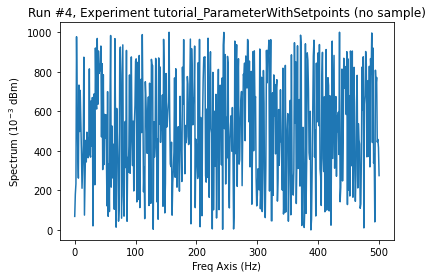 Run #4, Experiment tutorial_ParameterWithSetpoints (no sample)
1000
800
600
400
200
0
Spectrum (10⁻³ dBm)
0 100 200 300 400 500
Freq Axis (Hz)